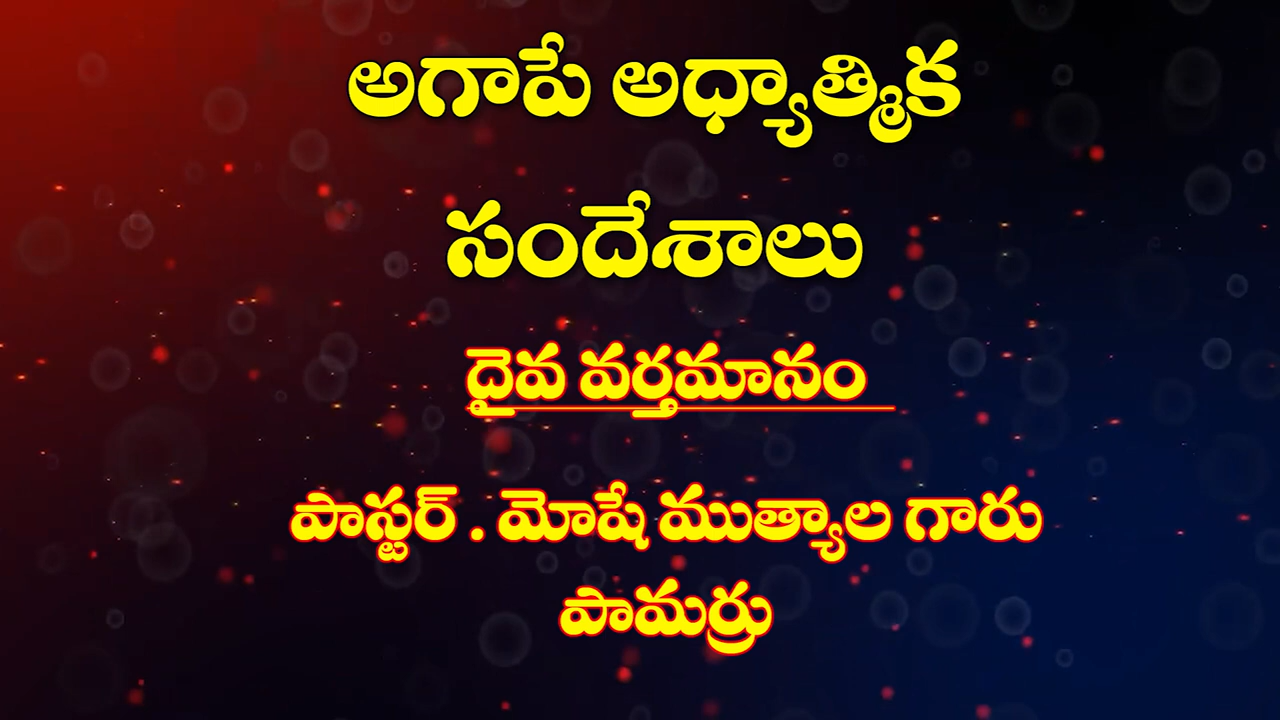 అగాపే అధ్యాత్మిక
సందేశాలు
దైవ వర్తమానం
పాస్టర్ . మోషే ముత్యాల గారు
పామర్రు